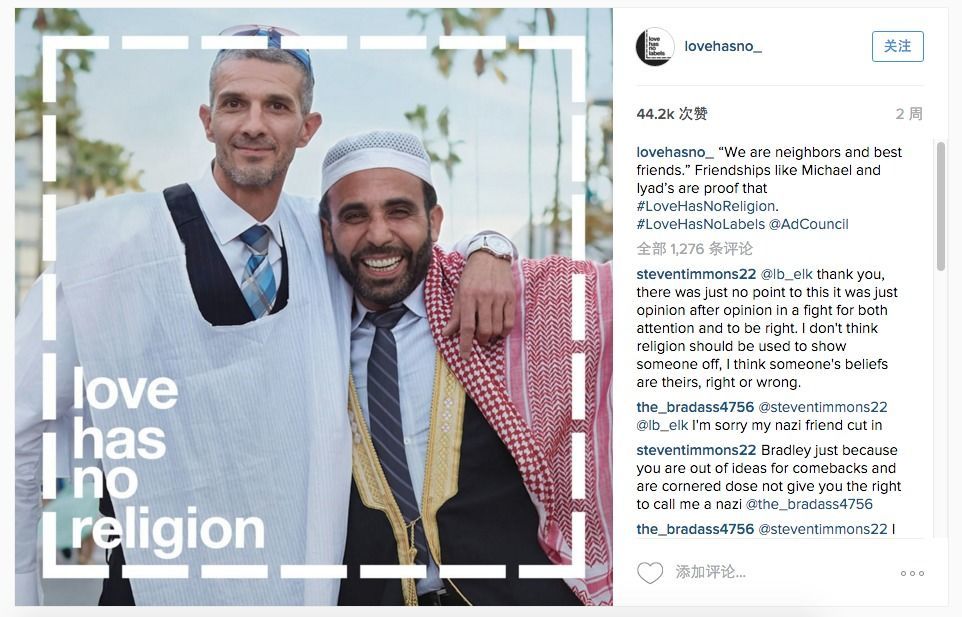 love
has
no
religion
love
has
no
labels
lovehasno_
关注
44.2k 次赞
2 周
lovehasno_ “We are neighbors and best
friends.” Friendships like Michael and
Iyad’s are proof that
#LoveHasNoReligion.
#LoveHasNoLabels @AdCouncil
全部 1,276 条评论
steventimmons22 @lb_elk thank you,
there was just no point to this it was just
opinion after opinion in a fight for both
attention and to be right. I don't think
religion should be used to show
someone off, I think someone's beliefs
are theirs, right or wrong.
the_bradass4756 @steventimmons22
@lb_elk I'm sorry my nazi friend cut in
steventimmons22 Bradley just because
you are out of ideas for comebacks and
are cornered dose not give you the right
to call me a nazi @the_bradass4756
the_bradass4756 @steventimmons22 I
添加评论...